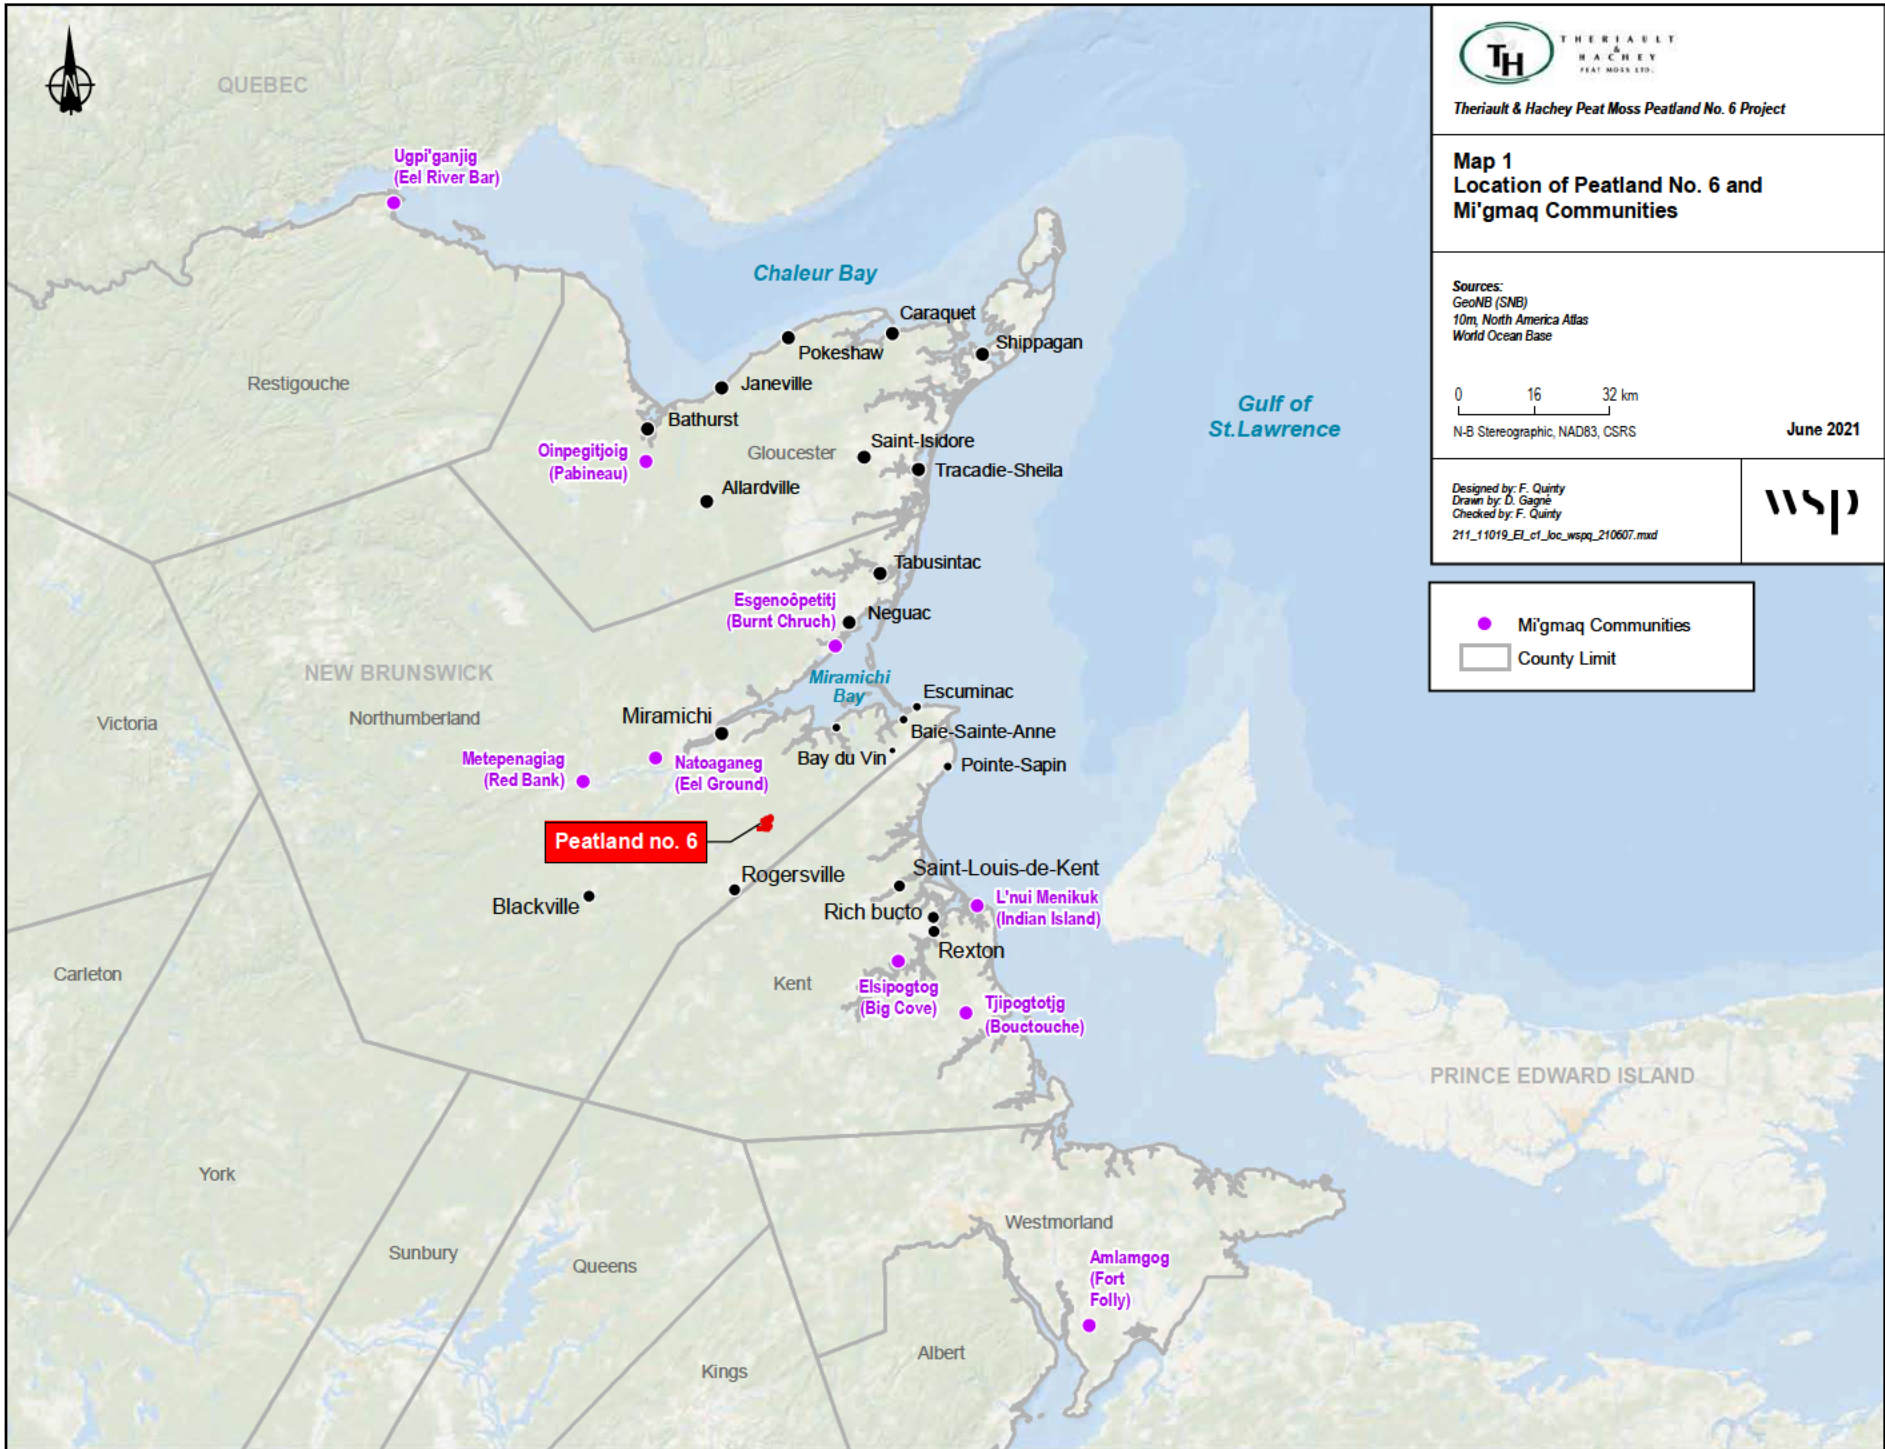 N
QUEBEC
Ugpi'ganjig
(Eel River Bar)
Chaleur Bay
Caraquet
Pokeshaw
Shippagan
Restigouche
Janeville
Bathurst
Gulf of
St.Lawrence
Oinpegitjoig
(Pabineau)
Gloucester
Saint-Isidore
Tracadie-Sheila
Allardville
Tabusintac
Esgenoôpetitj
(Burnt Chruch)
Neguac
NEW BRUNSWICK
Miramichi
Bay
Escuminac
Victoria
Northumberland
Miramichi
Baie-Sainte-Anne
Metepenagiag
(Red Bank)
Natoaganeg
(Eel Ground)
Bay du Vin
Pointe-Sapin
Peatland no. 6
Rogersville
Saint-Louis-de-Kent
Blackville
Rich bucto
L'nui Menikuk
(Indian Island)
Rexton
Carleton
Kent
Elsipogtog
(Big Cove)
Tjipogtotjg
(Bouctouche)
PRINCE EDWARD ISLAND
York
Westmorland
Sunbury
Queens
Amlamgog
(Fort
Folly)
Kings
Albert
TH
THERIAULT
&
HACHEY
PEAT MOSS LTD.
Theriault & Hachey Peat Moss Peatland No. 6 Project
Map 1
Location of Peatland No. 6 and
Mi'gmaq Communities
Sources:
GeoNB (SNB)
10m, North America Atlas
World Ocean Base
0 16 32 km
N-B Stereographic, NAD83, CSRS
June 2021
Designed by: F. Quinty
Drawn by: D. Gagné
Checked by: F. Quinty
211_11019_EI_c1_loc_wspq_210607.mxd
wsp
Mi'gmaq Communities
County Limit